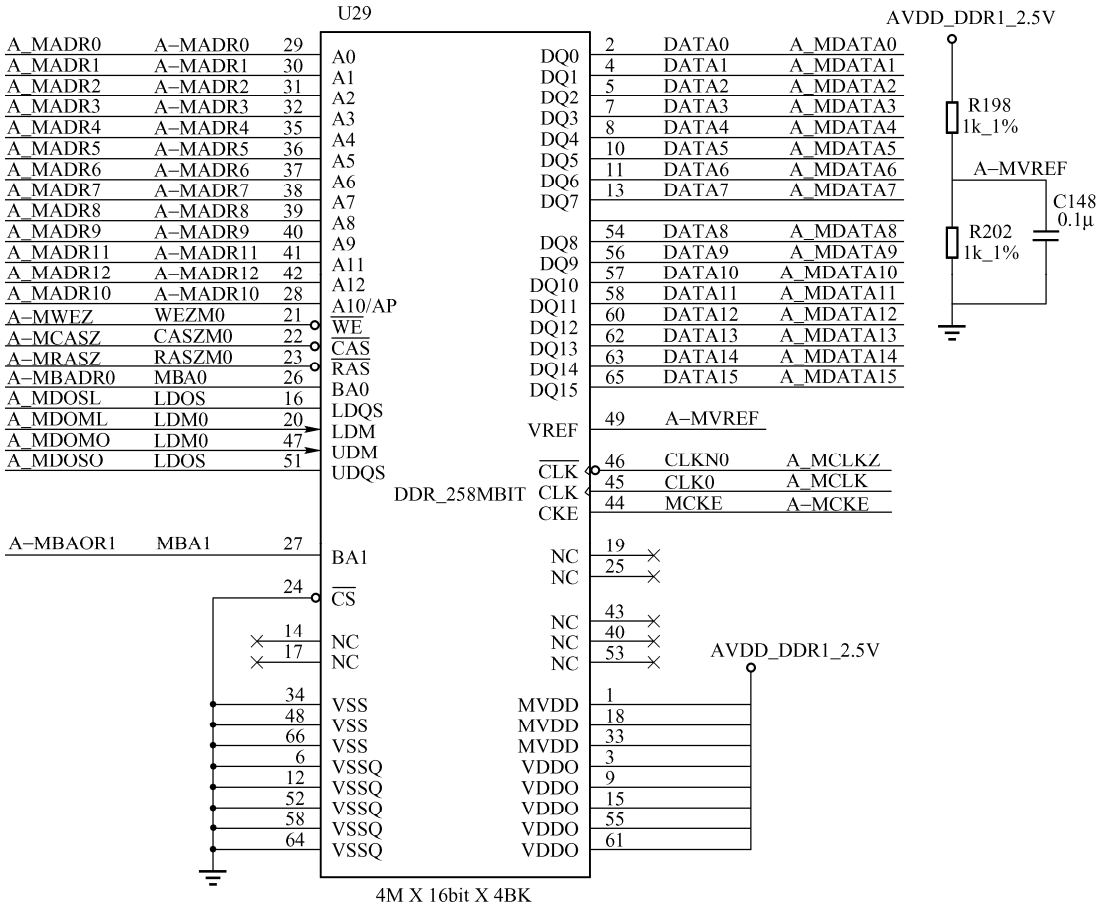 U29
AVDD_DDR1_2.5V
A_MADR0 A–MADR0 29 A0 DQ0 2 DATA0 A_MDATA0
A_MADR1 A–MADR1 30 A1 DQ1 4 DATA1 A_MDATA1
A_MADR2 A–MADR2 31 A2 DQ2 5 DATA2 A_MDATA2
A_MADR3 A–MADR3 32 A3 DQ3 7 DATA3 A_MDATA3
A_MADR4 A–MADR4 35 A4 DQ4 8 DATA4 A_MDATA4
A_MADR5 A–MADR5 36 A5 DQ5 10 DATA5 A_MDATA5
A_MADR6 A–MADR6 37 A6 DQ6 11 DATA6 A_MDATA6
A_MADR7 A–MADR7 38 A7 DQ7 13 DATA7 A_MDATA7
A_MADR8 A–MADR8 39 A8
A_MADR9 A–MADR9 40 A9 DQ8 54 DATA8 A_MDATA8
A_MADR11 A–MADR11 41 A11 DQ9 56 DATA9 A_MDATA9
A_MADR12 A–MADR12 42 A12 DQ10 57 DATA10 A_MDATA10
A_MADR10 A–MADR10 28 A10/AP DQ11 58 DATA11 A_MDATA11
A–MWEZ WEZM0 21 WE DQ12 60 DATA12 A_MDATA12
A–MCASZ CASZM0 22 CAS DQ13 62 DATA13 A_MDATA13
A–MRASZ RASZM0 23 RAS DQ14 63 DATA14 A_MDATA14
A–MBADR0 MBA0 26 BA0 DQ15 65 DATA15 A_MDATA15
A_MDOSL LDOS 16 LDQS
A_MDOML LDM0 20 LDM VREF 49 A–MVREF
A_MDOMO LDM0 47 UDM
A_MDOSO LDOS 51 UDQS CLK 46 CLKN0 A_MCLKZ
DDR_258MBIT CLK 45 CLK0 A_MCLK
CKE 44 MCKE A–MCKE
A–MBAOR1 MBA1 27 BA1 NC 19
NC 25
24 CS
NC 43
14 NC NC 40
17 NC NC 53
AVDD_DDR1_2.5V
34 VSS MVDD 1
48 VSS MVDD 18
66 VSS MVDD 33
6 VSSQ VDDO 3
12 VSSQ VDDO 9
52 VSSQ VDDO 15
58 VSSQ VDDO 55
64 VSSQ VDDO 61
4M X 16bit X 4BK
R198
1k_1%
A–MVREF
C148
0.1μ
R202
1k_1%